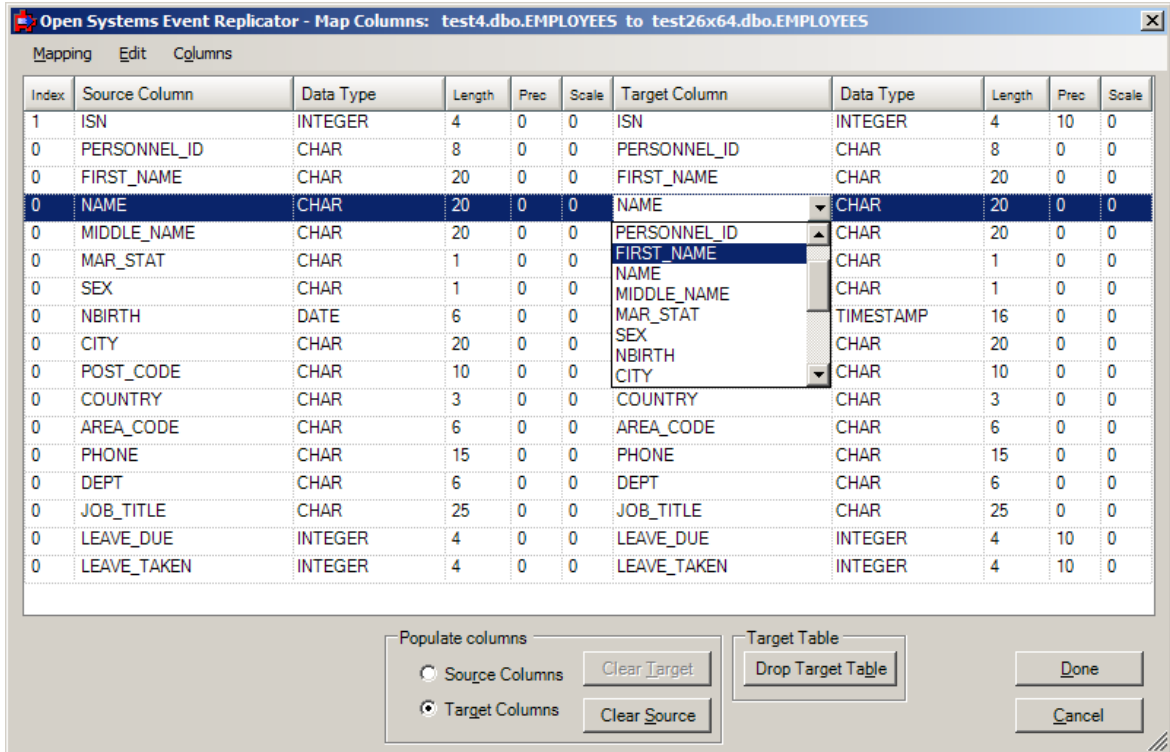 Open Systems Event Replicator - Map Columns: test4.dbo.EMPLOYEES to test26x64.dbo.EMPLOYEES
Mapping Edit Columns
Index Source Column Data Type Length Prec Scale Target Column Data Type Length Prec Scale
1 ISN INTEGER 4 0 0 ISN INTEGER 4 10 0
0 PERSONNEL_ID CHAR 8 0 0 PERSONNEL_ID CHAR 8 0 0
0 FIRST_NAME CHAR 20 0 0 FIRST_NAME CHAR 20 0 0
0 NAME CHAR 20 0 0 NAME CHAR 20 0 0
0 MIDDLE_NAME CHAR 20 0 0 PERSONNEL_ID CHAR 20 0 0
FIRST_NAME
0 MAR_STAT CHAR 1 0 0 NAME CHAR 1 0 0
0 SEX CHAR 1 0 0 MIDDLE_NAME CHAR 1 0 0
0 NBIRTH DATE 6 0 0 MAR_STAT TIMESTAMP 16 0 0
SEX
0 CITY CHAR 20 0 0 NBIRTH CHAR 20 0 0
0 POST_CODE CHAR 10 0 0 CITY CHAR 10 0 0
0 COUNTRY CHAR 3 0 0 COUNTRY CHAR 3 0 0
0 AREA_CODE CHAR 6 0 0 AREA_CODE CHAR 6 0 0
0 PHONE CHAR 15 0 0 PHONE CHAR 15 0 0
0 DEPT CHAR 6 0 0 DEPT CHAR 6 0 0
0 JOB_TITLE CHAR 25 0 0 JOB_TITLE CHAR 25 0 0
0 LEAVE_DUE INTEGER 4 0 0 LEAVE_DUE INTEGER 4 10 0
0 LEAVE_TAKEN INTEGER 4 0 0 LEAVE_TAKEN INTEGER 4 10 0
Populate columns Target Table
Source Columns Clear Target Drop Target Table Done
Target Columns Clear Source Cancel